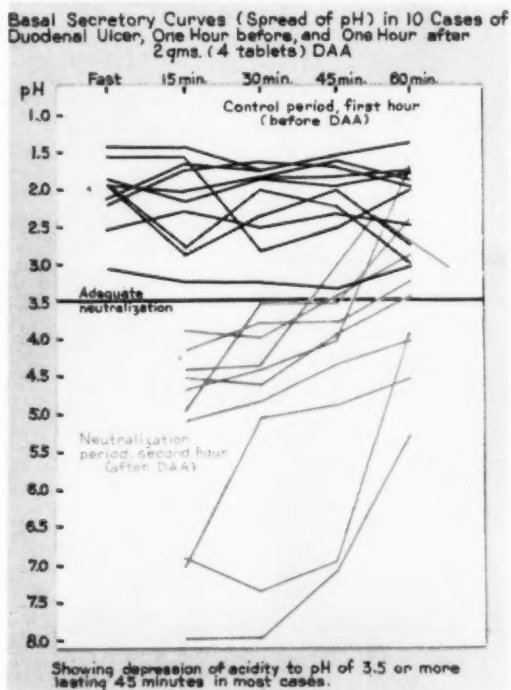 Basal Secretory Curves (Spread of pH) in 10 Cases of
Duodenal Ulcer, One Hour before, and One Hour after
2 gms. (4 tablets) DAA
Fast 15 min. 30 min. 45 min. 60 min.
pH
Control period, first hour
(before DAA)
1.0
1.5
2.0
2.5
3.0
Adequate
neutralization
3.5
4.0
4.5
5.0
Neutralization
period, second hour
(after DAA)
5.5
6.0
6.5
7.0
7.5
8.0
Showing depression of acidity to pH of 3.5 or more
lasting 45 minutes in most cases.